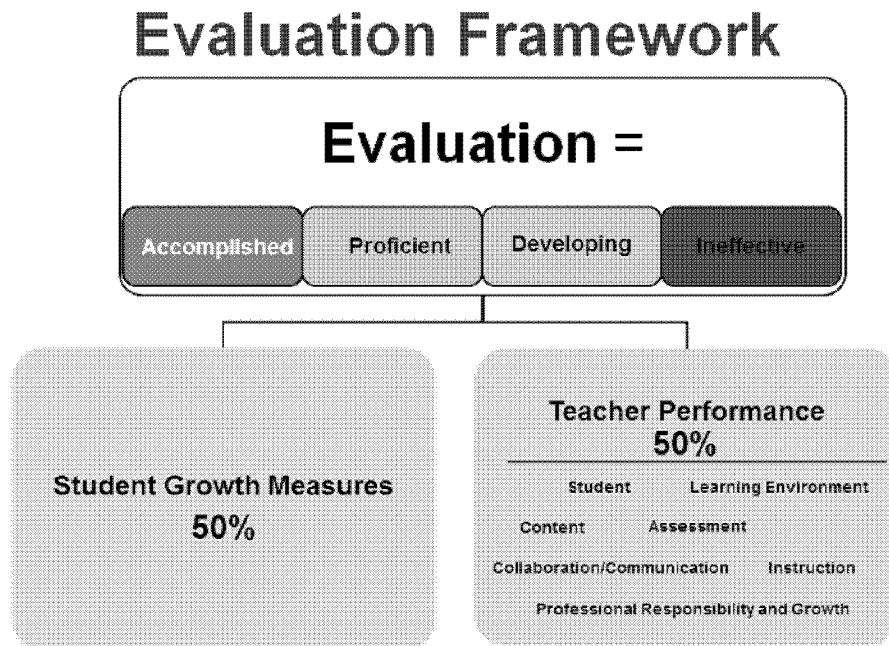 Evaluation Framework
Evaluation =
Accomplished Proficient Developing Ineffective
Student Growth Measures
50%
Teacher Performance
50%
Student Learning Environment
Content Assessment
Collaboration/Communication Instruction
Professional Responsibility and Growth